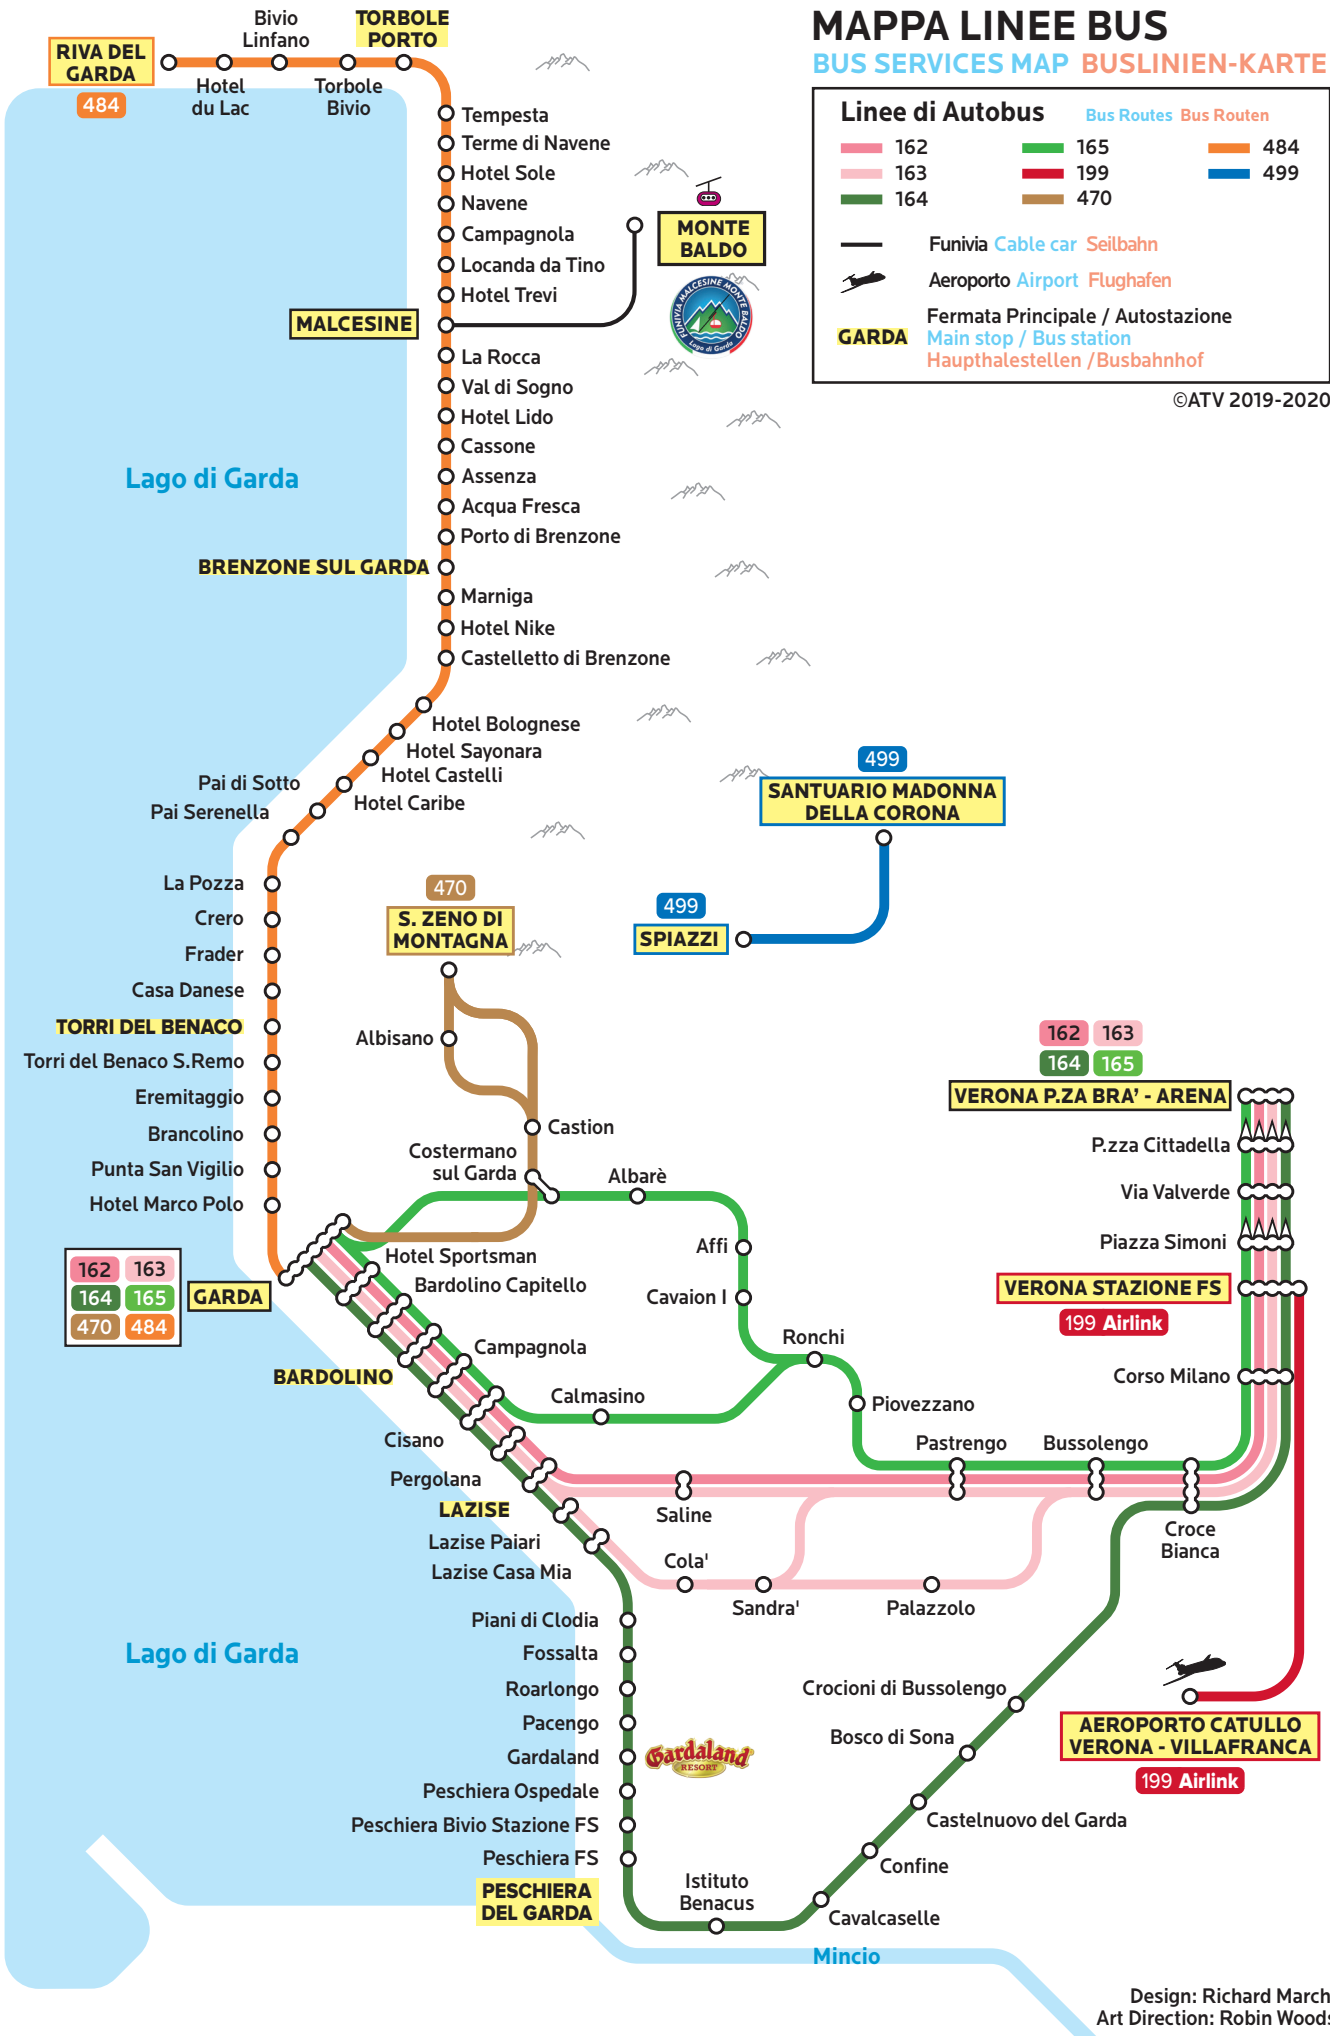 MAPPA LINEE BUS
BUS SERVICES MAP BUSLINIEN-KARTE
Linee di Autobus Bus Routes Bus Routen
162 165 484
163 199 499
164 470
Funivia Cable car Seilbahn
Aeroporto Airport Flughafen
Fermata Principale / Autostazione
GARDA Main stop / Bus station
Haupthalestellen /Busbahnhof
©ATV 2019-2020
RIVA DEL
GARDA
484
Hotel
du Lac
Bivio
Linfano
Torbole
Bivio
TORBOLE
PORTO
Tempesta
Terme di Navene
Hotel Sole
Navene
Campagnola
Locanda da Tino
Hotel Trevi
MALCESINE
MONTE
BALDO
FUNIVIA MALCESINE MONTE BALDO
Lago di Garda
La Rocca
Val di Sogno
Hotel Lido
Cassone
Assenza
Acqua Fresca
Porto di Brenzone
BRENZONE SUL GARDA
Marniga
Hotel Nike
Castelletto di Brenzone
Lago di Garda
Hotel Bolognese
Hotel Sayonara
Hotel Castelli
Hotel Caribe
Pai di Sotto
Pai Serenella
La Pozza
Crero
Frader
Casa Danese
TORRI DEL BENACO
Torri del Benaco S.Remo
Eremitaggio
Brancolino
Punta San Vigilio
Hotel Marco Polo
499
SANTUARIO MADONNA
DELLA CORONA
499
SPIAZZI
470
S. ZENO DI
MONTAGNA
Albisano
Castion
Costermano
sul Garda
Albarè
Affi
Cavaion I
Ronchi
Calmasino
Piovezzano
Pastrengo
Bussolengo
162 163
164 165
VERONA P.ZA BRA’ - ARENA
P.zza Cittadella
Via Valverde
Piazza Simoni
VERONA STAZIONE FS
199 Airlink
Corso Milano
Croce
Bianca
162 163
164 165
470 484
GARDA
Hotel Sportsman
Bardolino Capitello
BARDOLINO
Campagnola
Cisano
Pergolana
LAZISE
Lazise Paiari
Lazise Casa Mia
Saline
Cola'
Sandra'
Palazzolo
Piani di Clodia
Fossalta
Roarlongo
Pacengo
Gardaland
Gardaland
RESORT
Peschiera Ospedale
Peschiera Bivio Stazione FS
Peschiera FS
PESCHIERA
DEL GARDA
Lago di Garda
Istituto
Benacus
Cavalcaselle
Confine
Castelnuovo del Garda
Bosco di Sona
Crocioni di Bussolengo
AEROPORTO CATULLO
VERONA - VILLAFRANCA
199 Airlink
Mincio
Design: Richard March
Art Direction: Robin Woods